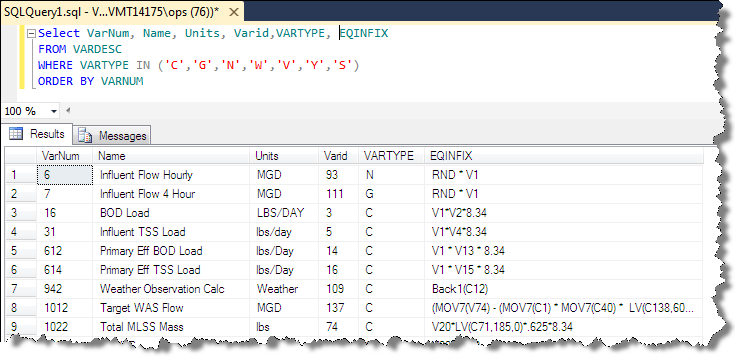 SQLQuery1.sql - V...VMT14175\ops (76))* ×
Select VarNum, Name, Units, Varid,VARTYPE, EQINFIX
FROM VARDESC
WHERE VARTYPE IN ('C','G','N','W','V','Y','S')
ORDER BY VARNUM
100 %
Results Messages
VarNum Name Units Varid VARTYPE EQINFIX
1 6 Influent Flow Hourly MGD 93 N RND * V1
2 7 Influent Flow 4 Hour MGD 111 G RND * V1
3 16 BOD Load LBS/DAY 3 C V1*V2*8.34
4 31 Influent TSS Load lbs/day 5 C V1*V4*8.34
5 612 Primary Eff BOD Load lbs/Day 14 C V1 * V13 * 8.34
6 614 Primary Eff TSS Load lbs/Day 16 C V1 * V15 * 8.34
7 942 Weather Observation Calc Weather 109 C Back1(C12)
8 1012 Target WAS Flow MGD 137 C (MOV7(V74) - (MOV7(C1) * MOV7(C40) * LV(C138,60...
9 1022 Total MLSS Mass lbs 74 C V20*LV(C71,185,0)*.625*8.34